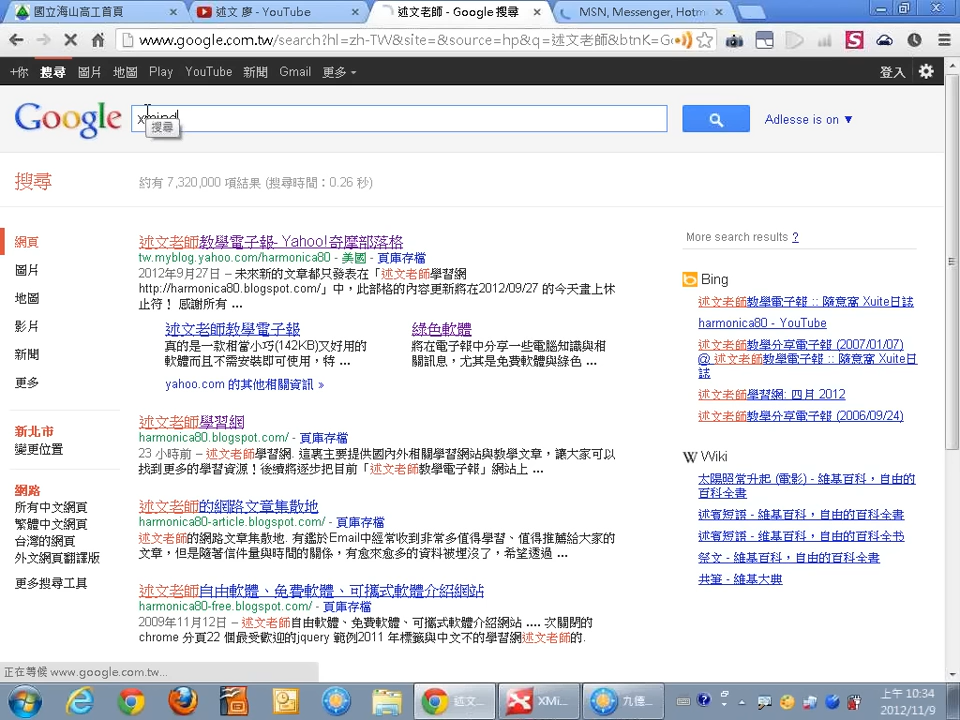 國立海山高工首頁
述文 廖 - YouTube
述文老師 - Google 搜尋
MSN, Messenger, Hotm
www.google.com.tw/search?hl=zh-TW&site=&source=hp&q=述文老師&btnK=Go
+你 搜尋 圖片 地圖 Play YouTube 新聞 Gmail 更多
登入
Google
xmind
搜尋
Adlesse is on ▼
搜尋
約有 7,320,000 項結果 (搜尋時間：0.26 秒)
網頁
圖片
地圖
影片
新聞
更多
新北市
變更位置
網路
所有中文網頁
繁體中文網頁
台灣的網頁
外文網頁翻譯版
更多搜尋工具
述文老師教學電子報- Yahoo!奇摩部落格
tw.myblog.yahoo.com/harmonica80 - 美國 - 頁庫存檔
2012年9月27日 – 未來新的文章都只發表在「述文老師學習網
http://harmonica80.blogspot.com/」中，此部格的內容更新將在2012/09/27 的今天畫上休
止符！ 感謝所有 ...
述文老師教學電子報
真的是一款相當小巧(142KB)又好用的
軟體而且不需安裝即可使用，特 ...
綠色軟體
將在電子報中分享一些電腦知識與相
關訊息，尤其是免費軟體與綠色 ...
yahoo.com 的其他相關資訊 »
述文老師學習網
harmonica80.blogspot.com/ - 頁庫存檔
23 小時前 – 述文老師學習網. 這裏主要提供國內外相關學習網站與教學文章，讓大家可以
找到更多的學習資源！後續將逐步把目前「述文老師教學電子報」網站上 ...
述文老師的網路文章集散地
harmonica80-article.blogspot.com/ - 頁庫存檔
述文老師的網路文章集散地. 有鑑於Email中經常收到非常多值得學習、值得推薦給大家的
文章，但是隨著信件量與時間的關係，有愈來愈多的資料被埋沒了，希望透過 ...
述文老師自由軟體、免費軟體、可攜式軟體介紹網站
harmonica80-free.blogspot.com/ - 頁庫存檔
2009年11月12日 – 述文老師自由軟體、免費軟體、可攜式軟體介紹網站 .... 次關閉的
chrome 分頁22 個最受歡迎的jquery 範例2011 年標籤與中文不的學習網述文老師的.
More search results ?
Bing
述文老師教學電子報 :: 隨意窩 Xuite日誌
harmonica80 - YouTube
述文老師教學分享電子報 (2007/01/07)
@ 述文老師教學電子報 :: 隨意窩 Xuite日
誌
述文老師學習網: 四月 2012
述文老師教學分享電子報 (2006/09/24)
Wiki
太陽照常升起 (電影) - 維基百科，自由的
百科全書
述賓短語 - 維基百科，自由的百科全書
述賓短語 - 维基百科，自由的百科全书
祭文 - 維基百科，自由的百科全書
共筆 - 維基大典
正在等候 www.google.com.tw...
述文...
XMi...
九德...
上午 10:34
2012/11/9